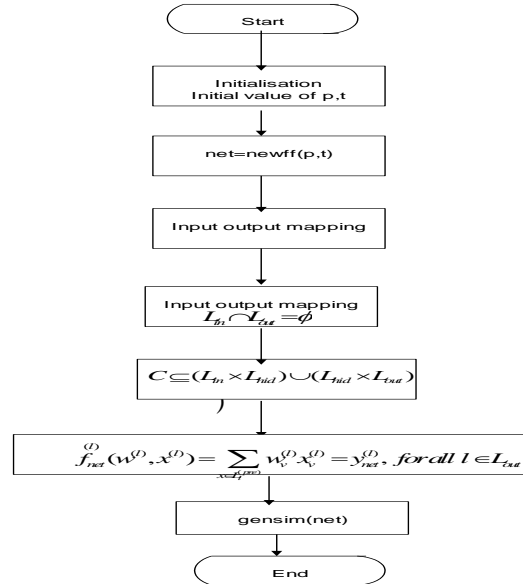 Start
Initialisation
Initial value of p,t
net=newff(p,t)
Input output mapping
Input output mapping
L_in ∩ L_out = ϕ
C ⊆ (L_in × L_hid) ∪ (L_hid × L_out)
)
f_net^(l)(w^(l), x^(l)) = ∑ w_v^(l) x_v^(l) = y_net^(l), for all l ∈ L_out
gensim(net)
End